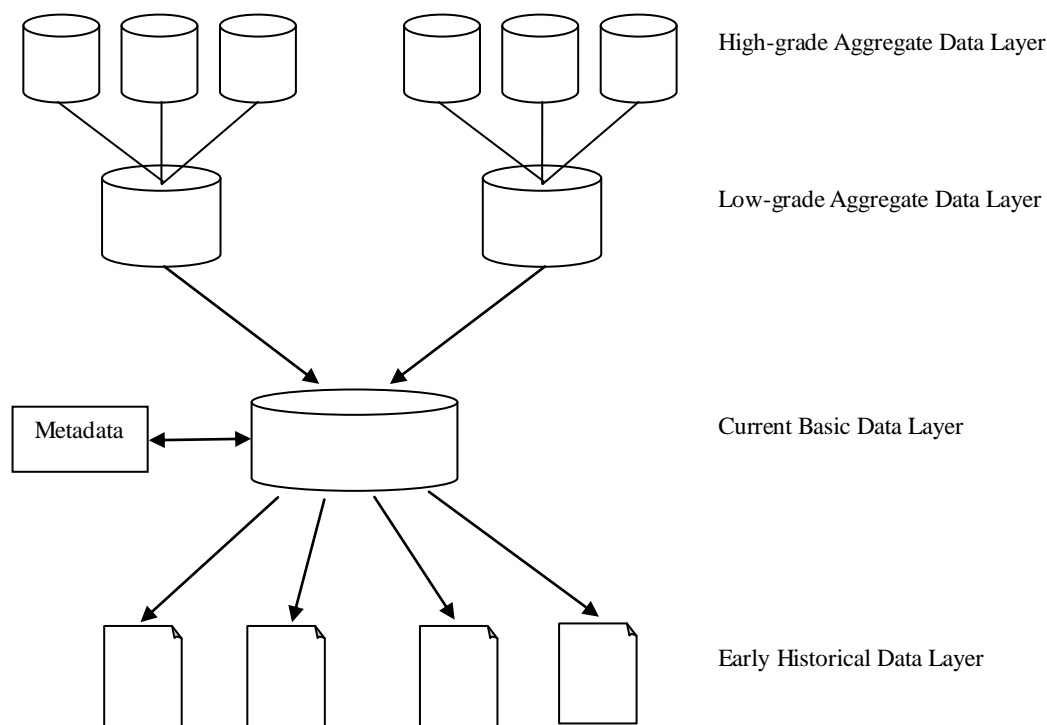 High-grade Aggregate Data Layer
Low-grade Aggregate Data Layer
Metadata
Current Basic Data Layer
Early Historical Data Layer